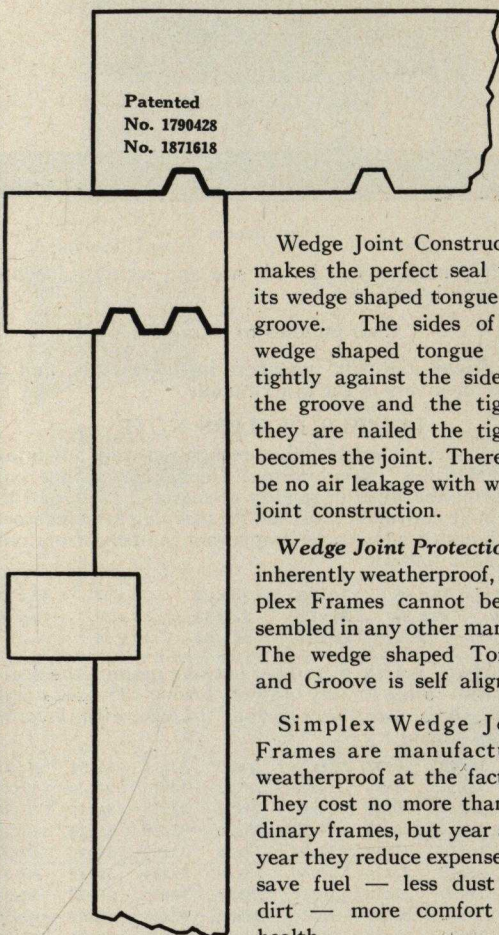 Patented
No. 1790428
No. 1871618
Wedge Joint Construc
makes the perfect seal
its wedge shaped tongue
groove. The sides of
wedge shaped tongue
tightly against the side
the groove and the tig
they are nailed the tig
becomes the joint. There
be no air leakage with w
joint construction.
Wedge Joint Protectio
inherently weatherproof,
plex Frames cannot be
sembled in any other man
The wedge shaped To
and Groove is self alig
Simplex Wedge J
Frames are manufact
weatherproof at the fact
They cost no more than
dinary frames, but year
year they reduce expense
save fuel — less dust
dirt — more comfort